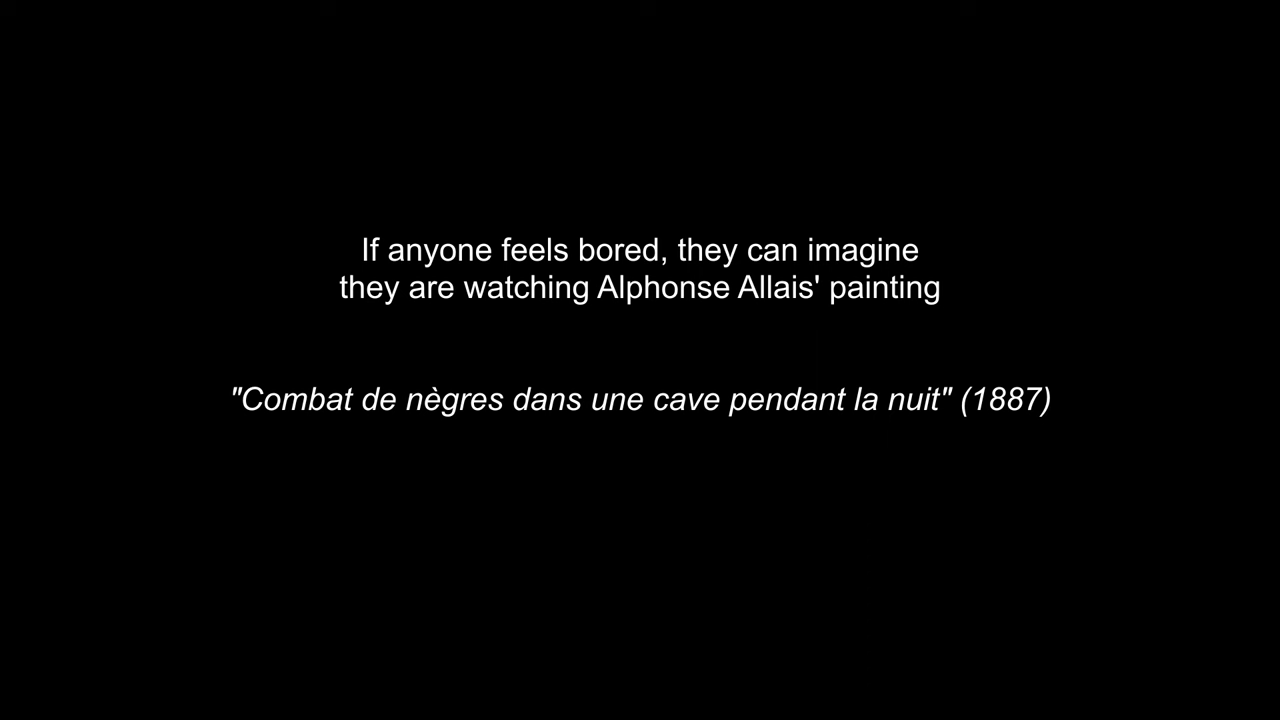 If anyone feels bored, they can imagine
they are watching Alphonse Allais' painting
"Combat de nègres dans une cave pendant la nuit" (1887)